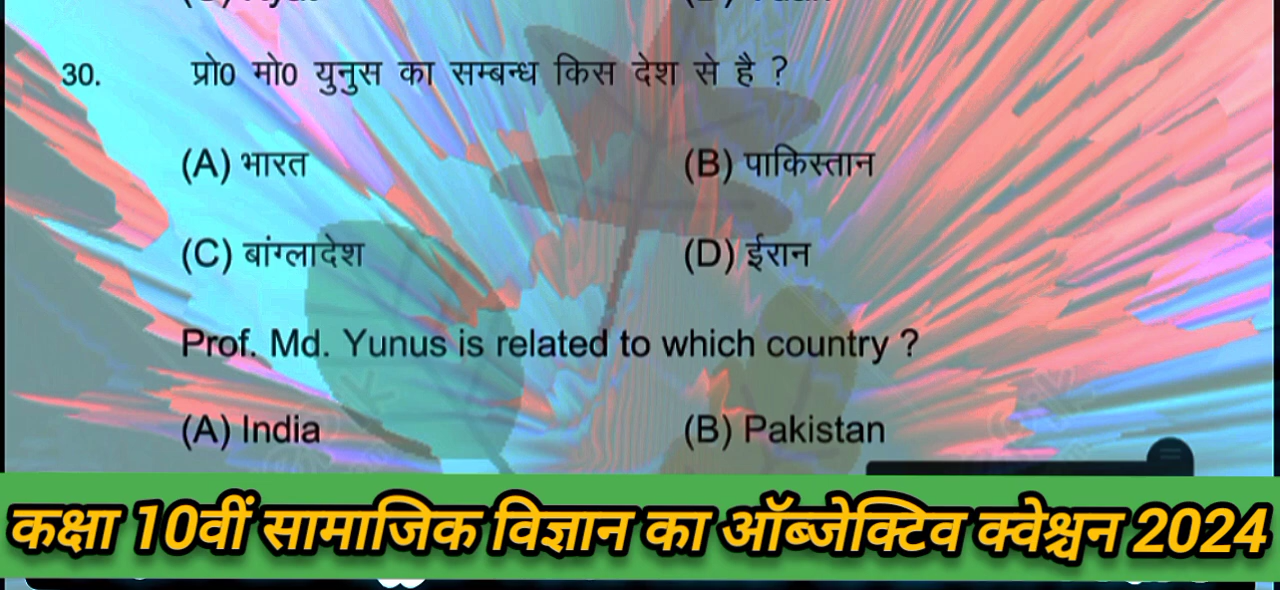 30. प्रो0 मो0 युनुस का सम्बन्ध किस देश से है ?
(A) भारत (B) पाकिस्तान
(C) बांग्लादेश (D) ईरान
Prof. Md. Yunus is related to which country ?
(A) India (B) Pakistan
कक्षा 10वीं सामाजिक विज्ञान का ऑब्जेक्टिव क्वेश्चन 2024